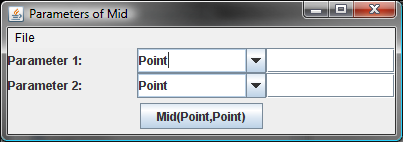 Parameters of Mid
File
Parameter 1: Point
Parameter 2: Point
Mid(Point,Point)